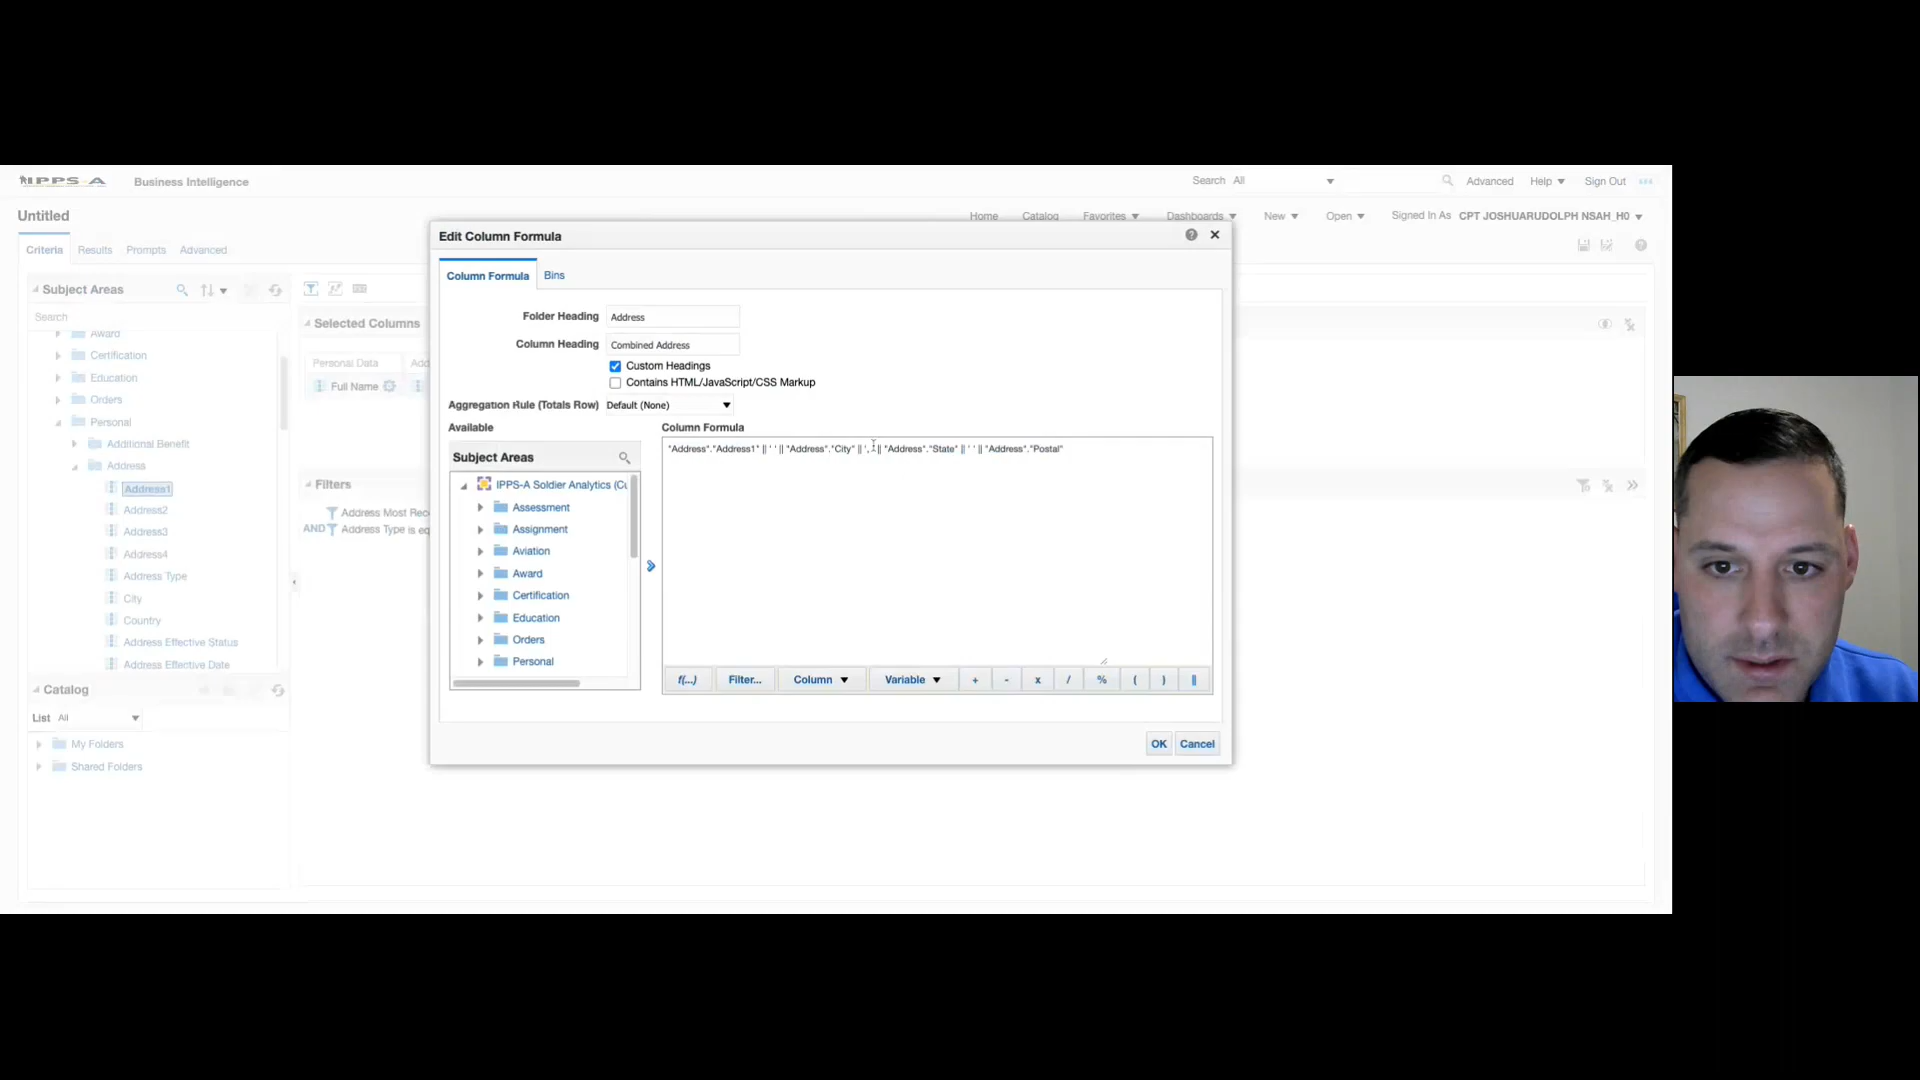 IPPS-A Business Intelligence Search All Advanced Help Sign Out
Untitled Home Catalog Favorites Dashboards New Open Signed In As CPT JOSHUARUDOLPH NSAH_H0
Criteria Results Prompts Advanced
Subject Areas
Search
Award
Certification
Education
Orders
Personal
Additional Benefit
Address
Address1
Address2
Address3
Address4
Address Type
City
Country
Address Effective Status
Address Effective Date
Catalog
List All
My Folders
Shared Folders
Selected Columns
Personal Data Add
Full Name
Filters
Address Most Rec
AND Address Type is eq
Edit Column Formula
Column Formula Bins
Folder Heading Address
Column Heading Combined Address
Custom Headings
Contains HTML/JavaScript/CSS Markup
Aggregation Rule (Totals Row) Default (None)
Available
Subject Areas
IPPS-A Soldier Analytics (Cu
Assessment
Assignment
Aviation
Award
Certification
Education
Orders
Personal
Column Formula
"Address"."Address1" || ' ' || "Address"."City" || ', ' || "Address"."State" || ' ' || "Address"."Postal"
f(...) Filter... Column Variable + - x / % ( ) ||
OK Cancel